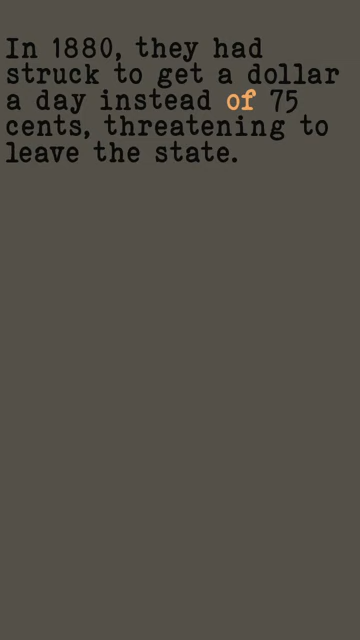 In 1880, they had
struck to get a dollar
a day instead of 75
cents, threatening to
leave the state.